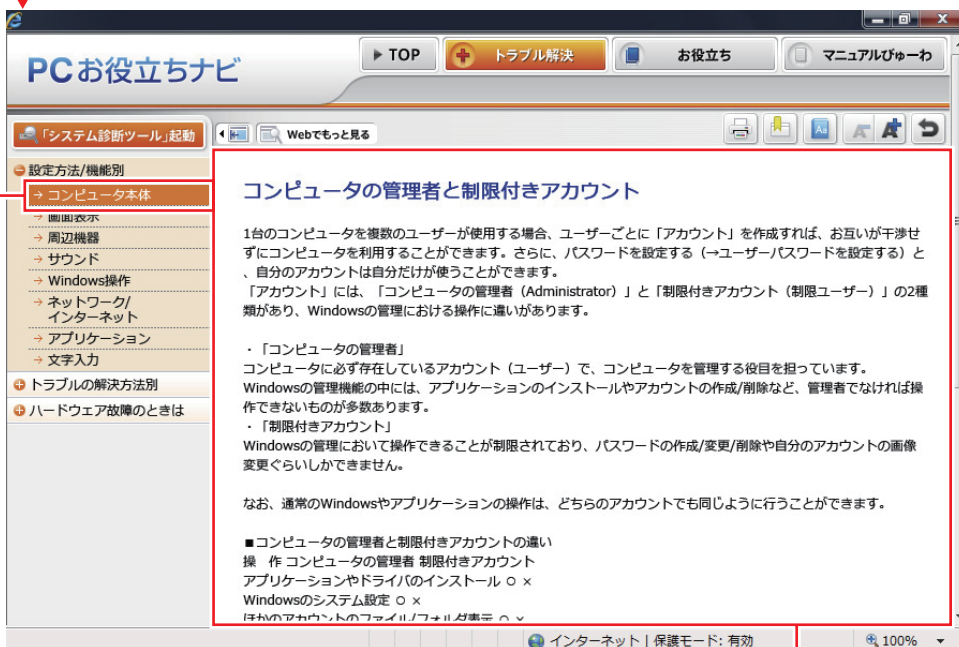 PCお役立ちナビ
TOP
トラブル解決
お役立ち
マニュアルびゅーわ
「システム診断ツール」起動
Webでもっと見る
Aa
A
A
設定方法/機能別
→ コンピュータ本体
→ 画面表示
→ 周辺機器
→ サウンド
→ Windows操作
→ ネットワーク/
インターネット
→ アプリケーション
→ 文字入力
トラブルの解決方法別
ハードウェア故障のときは
コンピュータの管理者と制限付きアカウント
1台のコンピュータを複数のユーザーが使用する場合、ユーザーごとに「アカウント」を作成すれば、お互いが干渉せ
ずにコンピュータを利用することができます。さらに、パスワードを設定する（→ユーザーパスワードを設定する）と
、自分のアカウントは自分だけが使うことができます。
「アカウント」には、「コンピュータの管理者（Administrator）」と「制限付きアカウント（制限ユーザー）」の2種
類があり、Windowsの管理における操作に違いがあります。
・「コンピュータの管理者」
コンピュータに必ず存在しているアカウント（ユーザー）で、コンピュータを管理する役目を担っています。
Windowsの管理機能の中には、アプリケーションのインストールやアカウントの作成/削除など、管理者でなければ操
作できないものが多数あります。
・「制限付きアカウント」
Windowsの管理において操作できることが制限されており、パスワードの作成/変更/削除や自分のアカウントの画像
変更ぐらいしかできません。
なお、通常のWindowsやアプリケーションの操作は、どちらのアカウントでも同じように行うことができます。
■コンピュータの管理者と制限付きアカウントの違い
操　作 コンピュータの管理者 制限付きアカウント
アプリケーションやドライバのインストール ○ ×
Windowsのシステム設定 ○ ×
ほかのアカウントのファイル/フォルダ表示 ○ ×
インターネット | 保護モード: 有効
100%